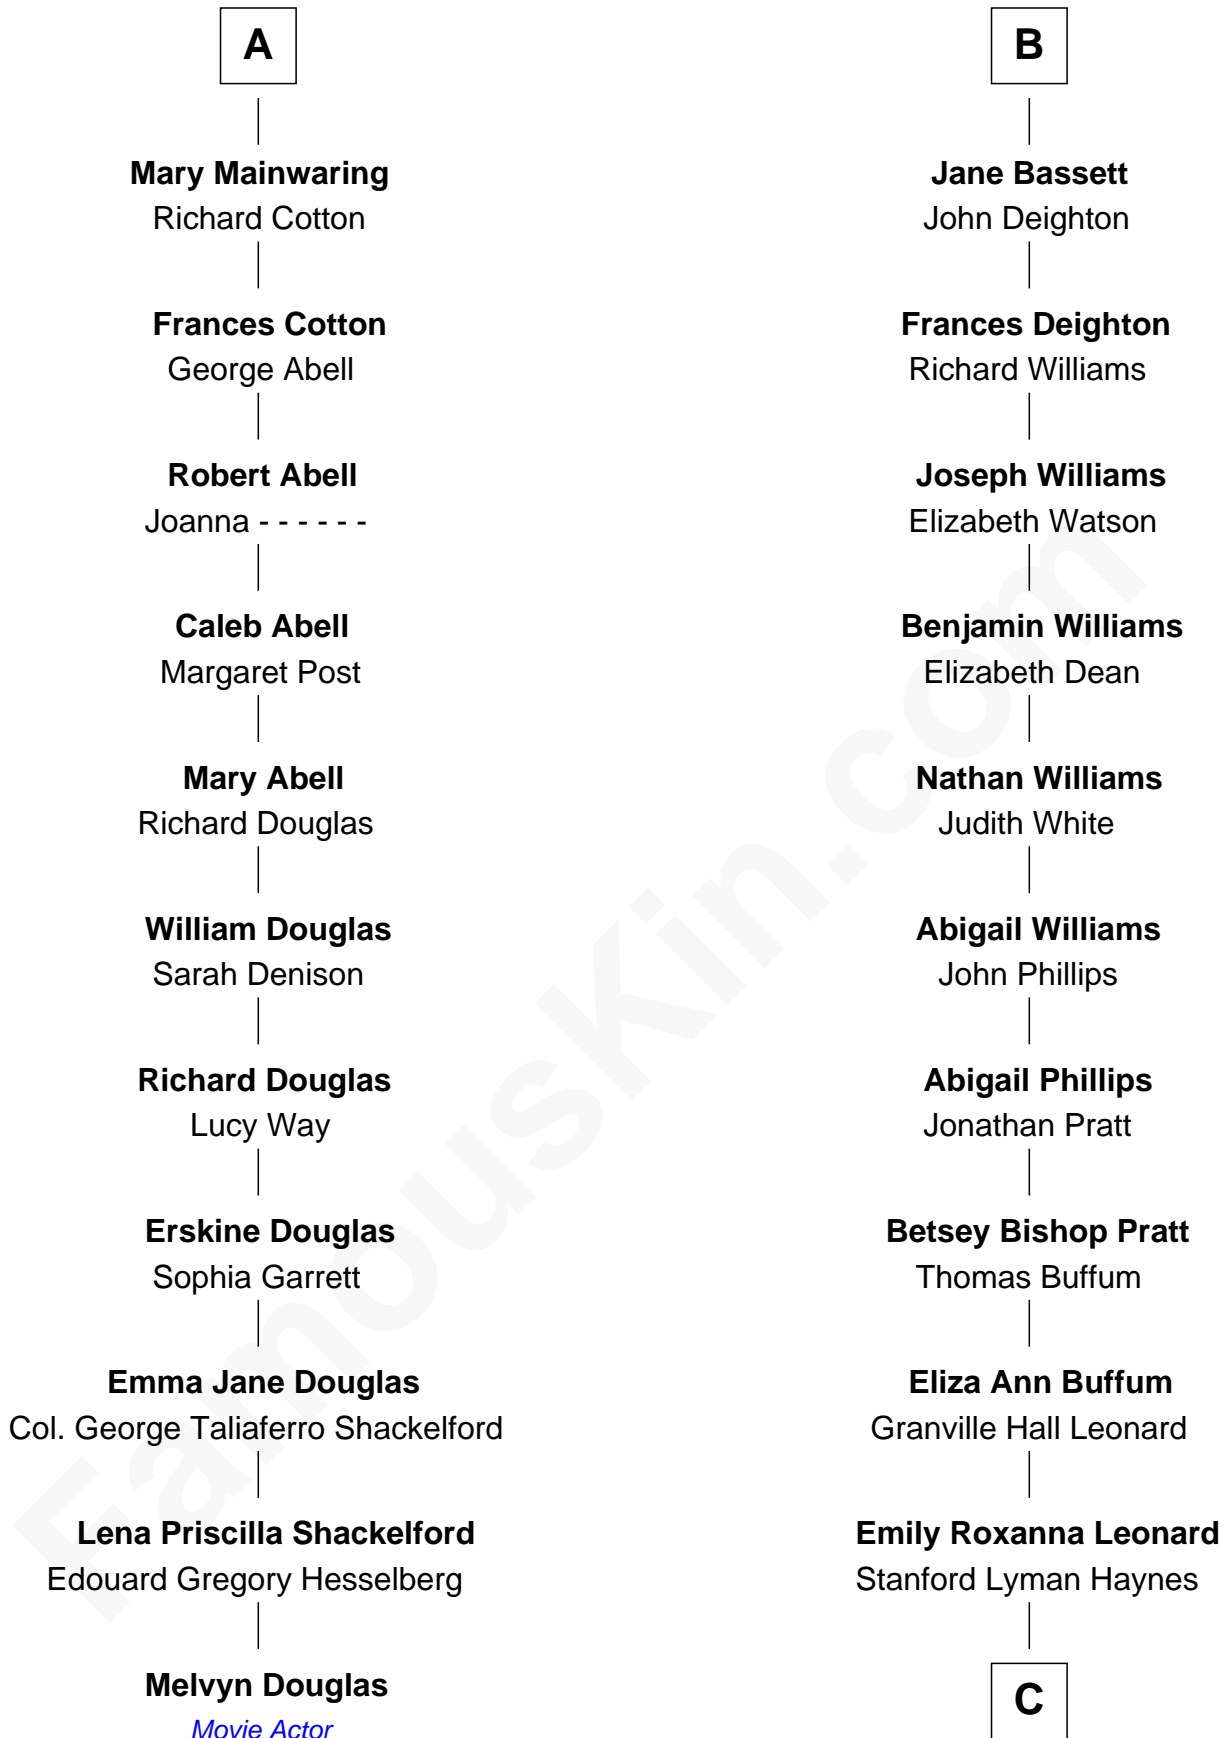 A
Mary Mainwaring
Richard Cotton
Frances Cotton
George Abell
Robert Abell
Joanna - - - - - -
Caleb Abell
Margaret Post
Mary Abell
Richard Douglas
William Douglas
Sarah Denison
Richard Douglas
Lucy Way
Erskine Douglas
Sophia Garrett
Emma Jane Douglas
Col. George Taliaferro Shackelford
Lena Priscilla Shackelford
Edouard Gregory Hesselberg
Melvyn Douglas
Movie Actor
B
Jane Bassett
John Deighton
Frances Deighton
Richard Williams
Joseph Williams
Elizabeth Watson
Benjamin Williams
Elizabeth Dean
Nathan Williams
Judith White
Abigail Williams
John Phillips
Abigail Phillips
Jonathan Pratt
Betsey Bishop Pratt
Thomas Buffum
Eliza Ann Buffum
Granville Hall Leonard
Emily Roxanna Leonard
Stanford Lyman Haynes
C
FamousKin.com